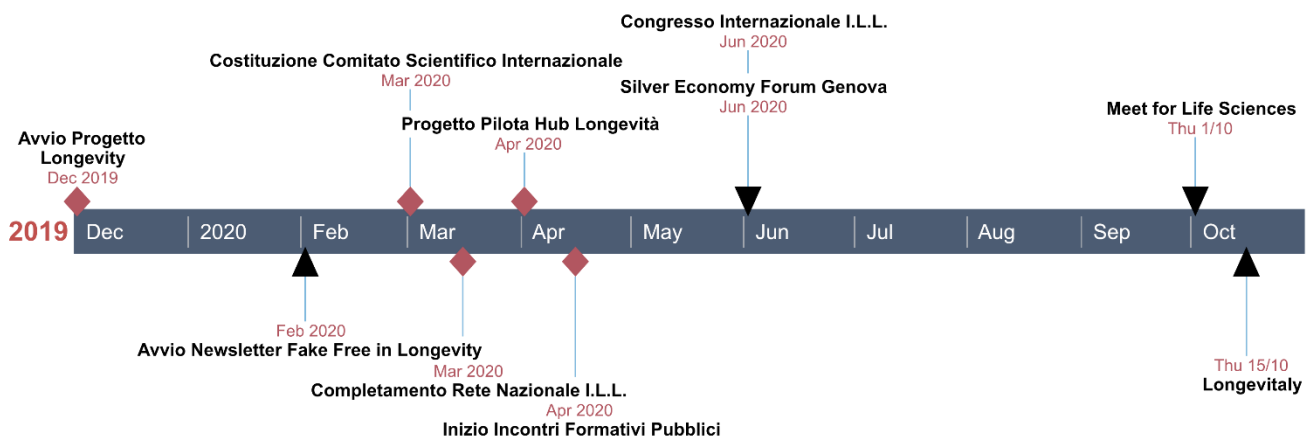 Congresso Internazionale I.L.L.
Jun 2020
Costituzione Comitato Scientifico Internazionale
Mar 2020
Silver Economy Forum Genova
Jun 2020
Meet for Life Sciences
Thu 1/10
Progetto Pilota Hub Longevità
Apr 2020
Avvio Progetto
Longevity
Dec 2019
2019 Dec 2020 Feb Mar Apr May Jun Jul Aug Sep Oct
Feb 2020
Avvio Newsletter Fake Free in Longevity
Mar 2020
Completamento Rete Nazionale I.L.L.
Apr 2020
Inizio Incontri Formativi Pubblici
Thu 15/10
Longevitaly